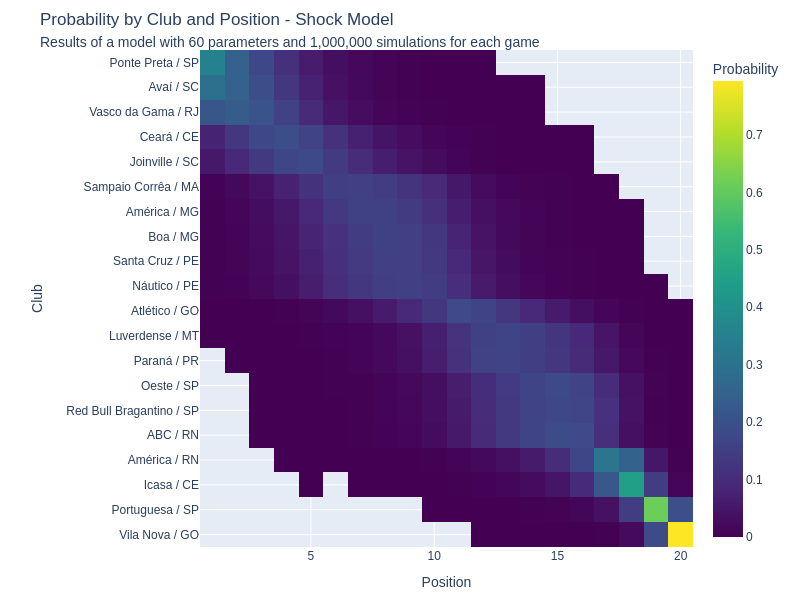 Probability by Club and Position - Shock Model
Results of a model with 60 parameters and 1,000,000 simulations for each game
Probability
Ponte Preta / SP
Avaí / SC
Vasco da Gama / RJ
Ceará / CE
Joinville / SC
Sampaio Corrêa / MA
América / MG
Boa / MG
Santa Cruz / PE
Náutico / PE
Atlético / GO
Luverdense / MT
Paraná / PR
Oeste / SP
Red Bull Bragantino / SP
ABC / RN
América / RN
Icasa / CE
Portuguesa / SP
Vila Nova / GO
Club
5
10
15
20
Position
0.7
0.6
0.5
0.4
0.3
0.2
0.1
0